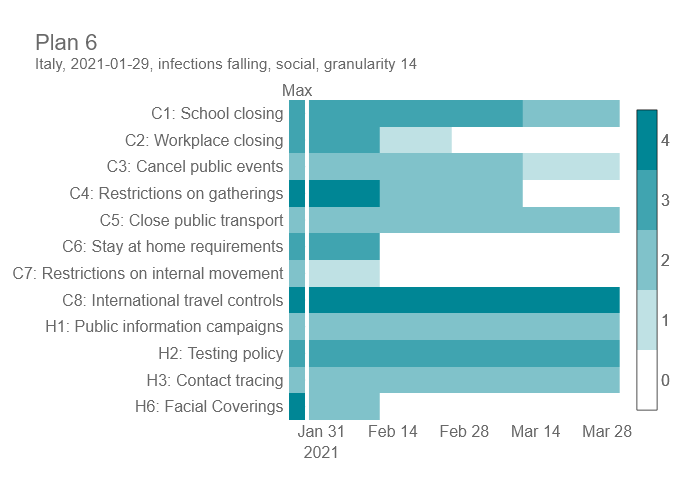 Plan 6
Italy, 2021-01-29, infections falling, social, granularity 14
Max
C1: School closing
C2: Workplace closing
C3: Cancel public events
C4: Restrictions on gatherings
C5: Close public transport
C6: Stay at home requirements
C7: Restrictions on internal movement
C8: International travel controls
H1: Public information campaigns
H2: Testing policy
H3: Contact tracing
H6: Facial Coverings
Jan 31 Feb 14 Feb 28 Mar 14 Mar 28
2021
4
3
2
1
0